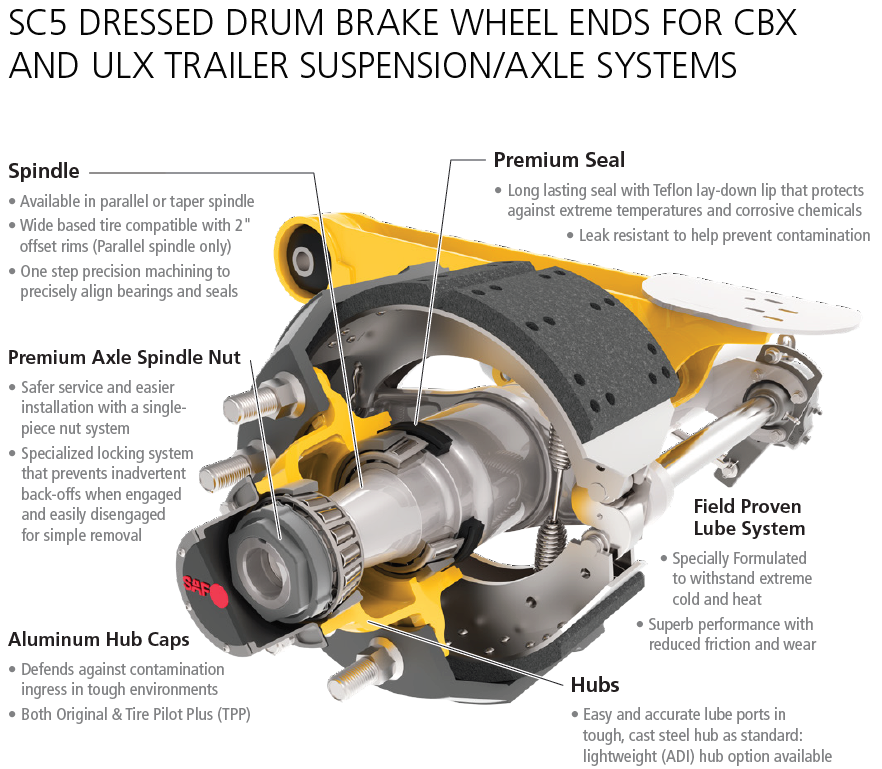 SC5 DRESSED DRUM BRAKE WHEEL ENDS FOR CBX
AND ULX TRAILER SUSPENSION/AXLE SYSTEMS
Spindle
• Available in parallel or taper spindle
• Wide based tire compatible with 2"
offset rims (Parallel spindle only)
• One step precision machining to
precisely align bearings and seals
Premium Seal
• Long lasting seal with Teflon lay-down lip that protects
against extreme temperatures and corrosive chemicals
• Leak resistant to help prevent contamination
Premium Axle Spindle Nut
• Safer service and easier
installation with a single-
piece nut system
• Specialized locking system
that prevents inadvertent
back-offs when engaged
and easily disengaged
for simple removal
Field Proven
Lube System
• Specially Formulated
to withstand extreme
cold and heat
• Superb performance with
reduced friction and wear
SAF
Aluminum Hub Caps
• Defends against contamination
ingress in tough environments
• Both Original & Tire Pilot Plus (TPP)
Hubs
• Easy and accurate lube ports in
tough, cast steel hub as standard:
lightweight (ADI) hub option available